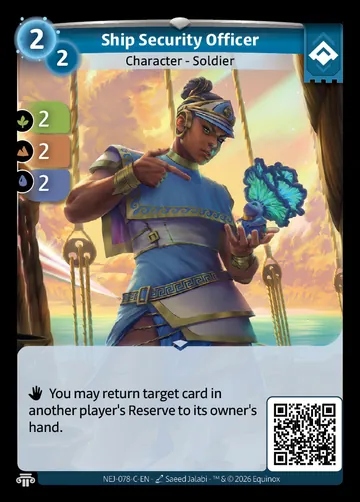 2
2
Ship Security Officer
Character - Soldier
2
2
2
You may return target card in
another player's Reserve to its owner's
hand.
NEJ-078-C-EN - Saeed Jalabi - ™ & © 2026 Equinox